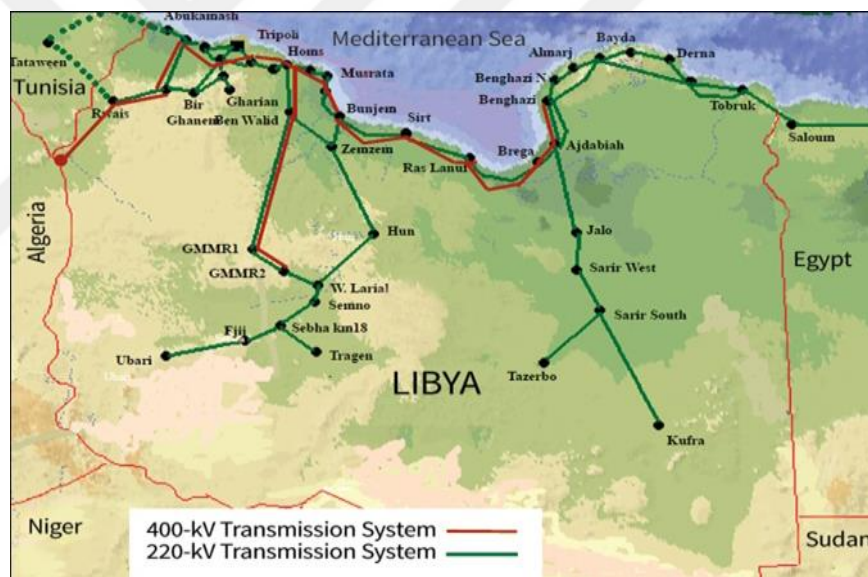 Abukamash
Tripoli
Mediterranean Sea
Bayda
Almarj
Derna
Tataween
Homs
Musrata
Benghazi N
Tunisia
Rwais
Bir
Ghanem
Gharian
Ben Walid
Bunjem
Sirt
Benghazi
Tobruk
Zemzem
Ras Lanuf
Brega
Ajdabiah
Saloum
Algeria
GMMR1
GMMR2
Hun
Jalo
Sarir West
Egypt
W. Larial
Semno
Sarir South
Fjij
Sebha km18
Ubari
Tragen
LIBYA
Tazerbo
Kufra
Niger
400-kV Transmission System
220-kV Transmission System
Sudan